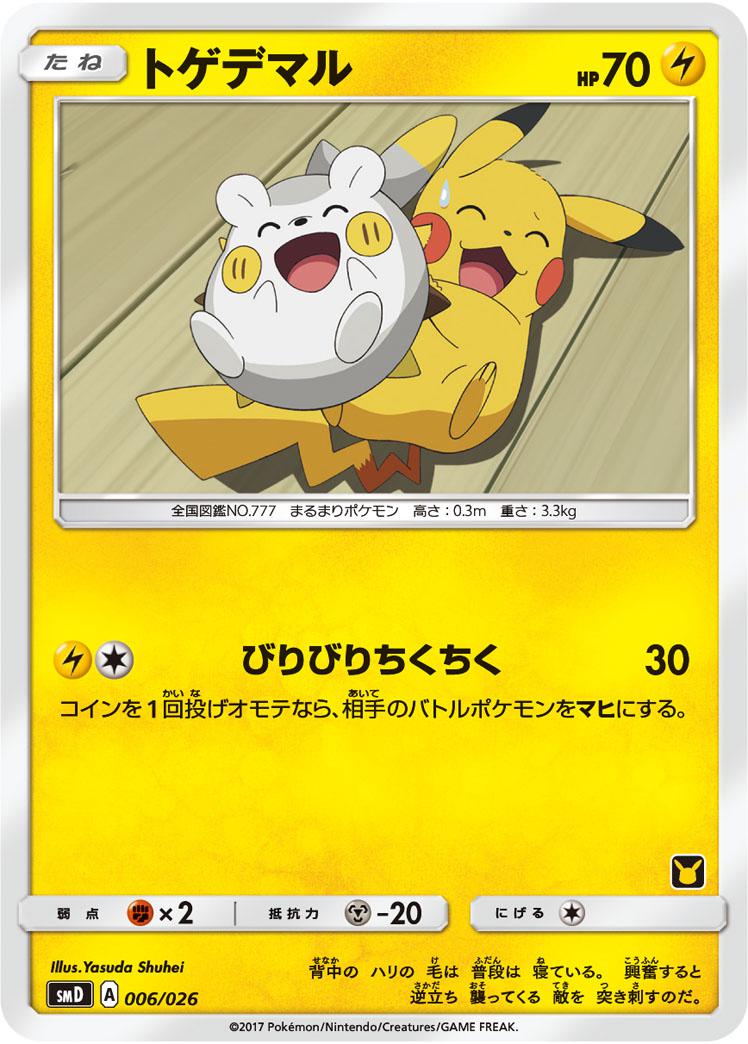 たね トゲデマル HP70
全国図鑑NO.777 まるまりポケモン 高さ：0.3m 重さ：3.3kg
びりびりちくちく 30
コインを1回投げオモテなら、相手のバトルポケモンをマヒにする。
弱点 ×2 抵抗力 -20 にげる
Illus.Yasuda Shuhei
背中の ハリの 毛は 普段は 寝ている。 興奮すると
逆立ち 襲ってくる 敵を 突き刺すのだ。
SMD A 006/026
©2017 Pokémon/Nintendo/Creatures/GAME FREAK.